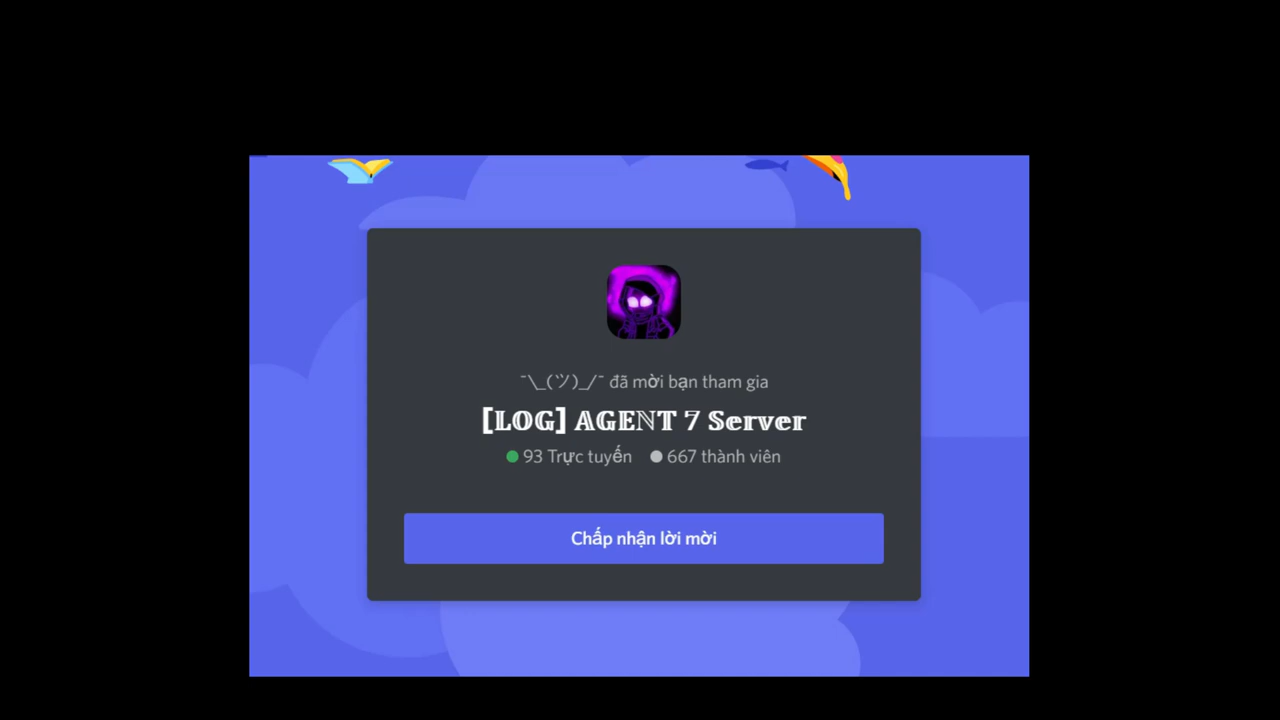 ¯\_(ツ)_/¯ đã mời bạn tham gia
[LOG] AGENT 7 Server
93 Trực tuyến 667 thành viên
Chấp nhận lời mời